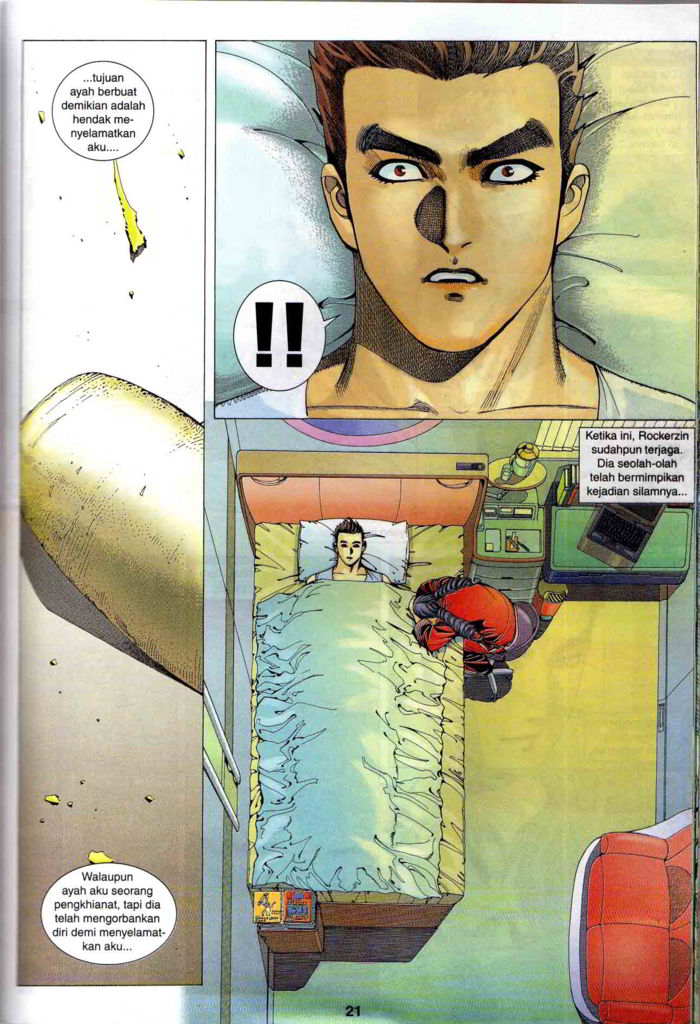 ...tujuan
ayah berbuat
demikian adalah
hendak me-
nyelamatkan
aku....
!!
Ketika ini, Rockerzin
sudahpun terjaga.
Dia seolah-olah
telah bermimpikan
kejadian silamnya...
Walaupun
ayah aku seorang
pengkhianat, tapi dia
telah mengorbankan
diri demi menyelamat-
kan aku...
21